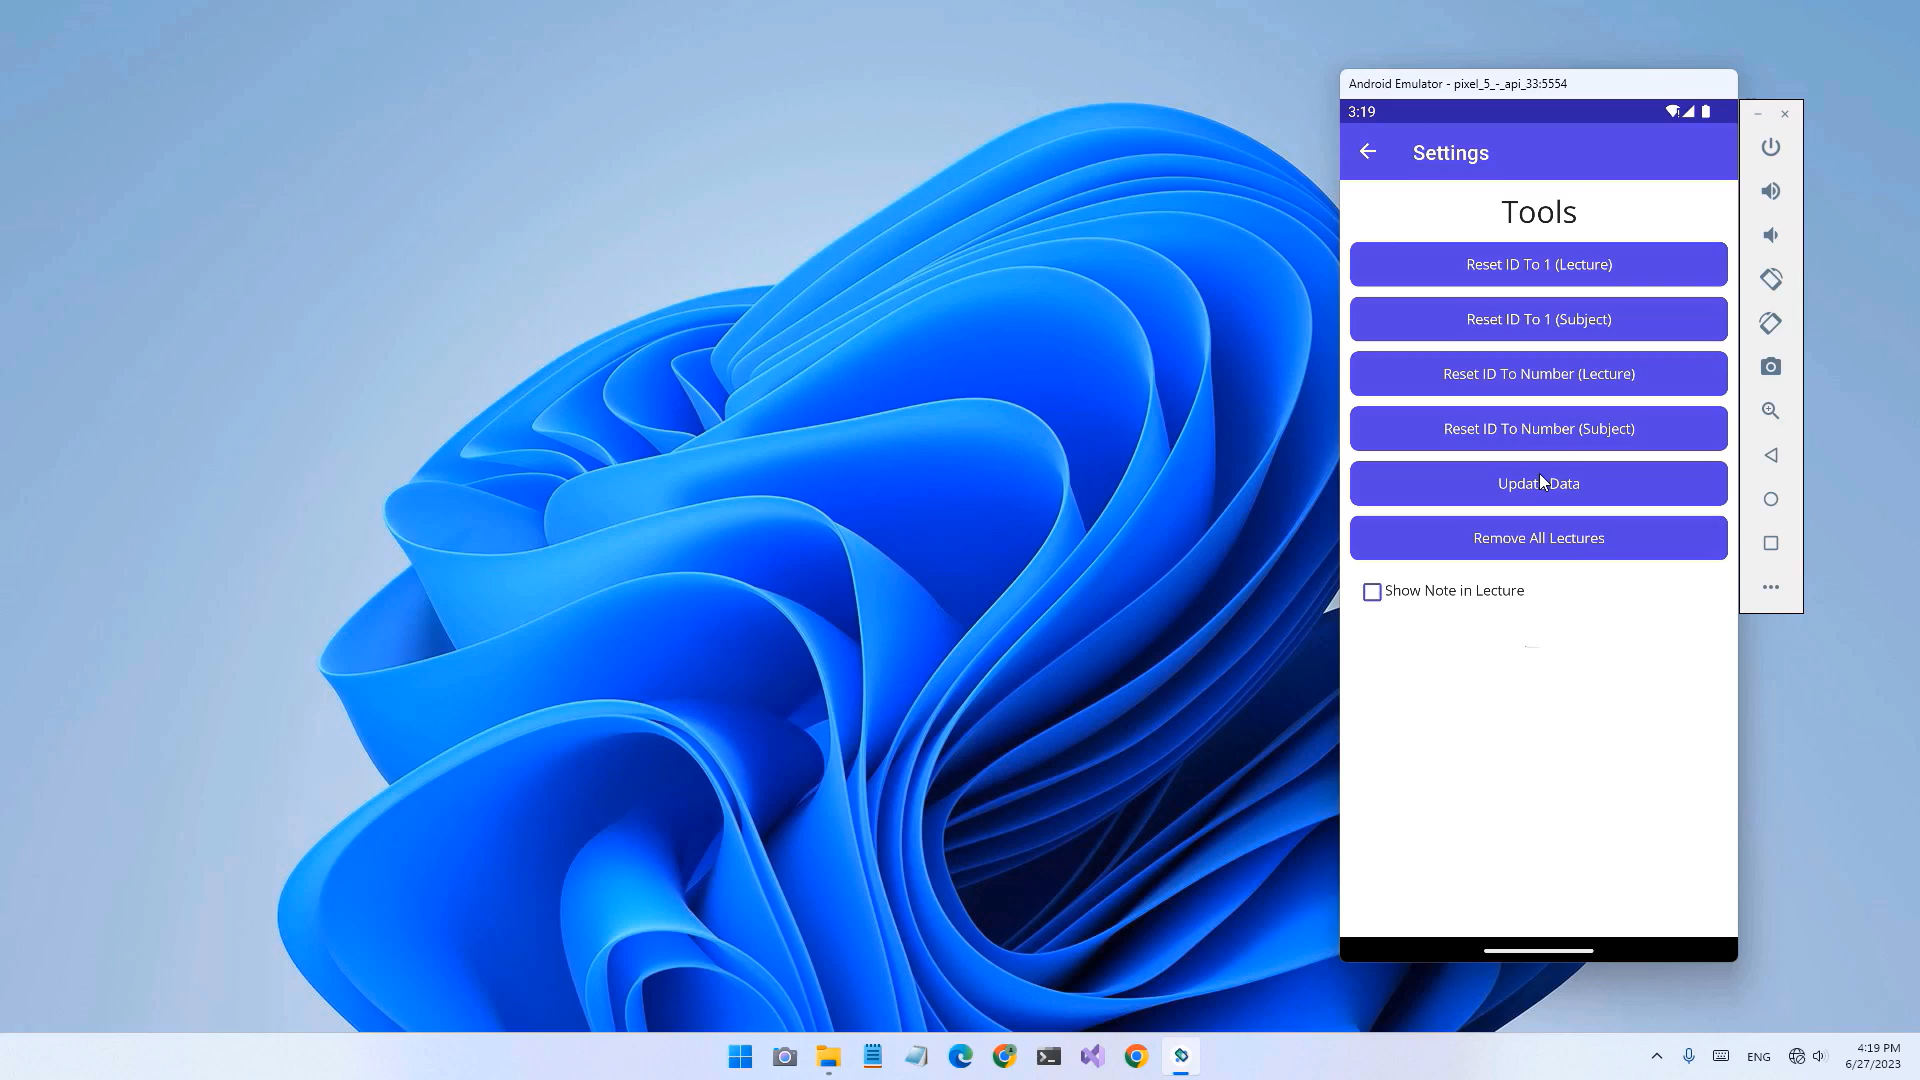 Android Emulator - pixel_5_-_api_33:5554
3:19
Settings
Tools
Reset ID To 1 (Lecture)
Reset ID To 1 (Subject)
Reset ID To Number (Lecture)
Reset ID To Number (Subject)
Update Data
Remove All Lectures
Show Note in Lecture
ENG
4:19 PM
6/27/2023